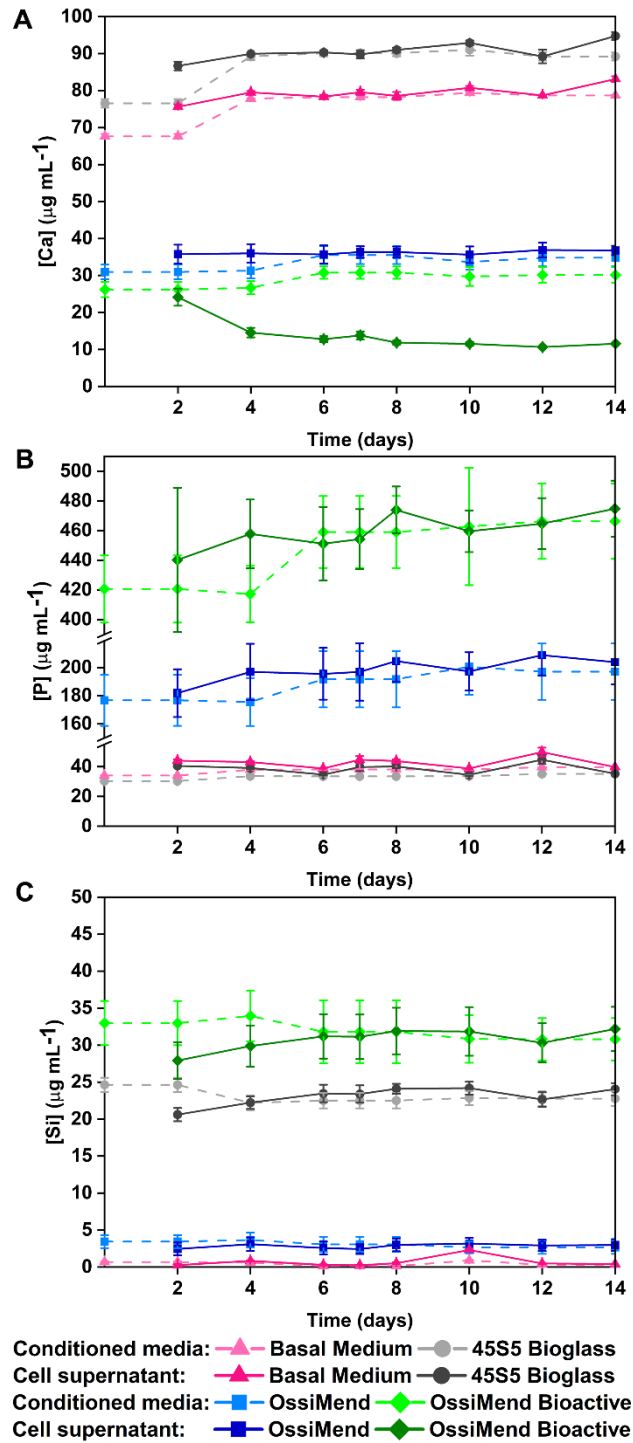 A
100
90
80
70
60
50
40
30
20
10
0
[Ca] (μg mL-1)
2 4 6 8 10 12 14
Time (days)
B
500
480
460
440
420
400
200
180
160
40
20
0
[P] (μg mL-1)
2 4 6 8 10 12 14
Time (days)
C
50
45
40
35
30
25
20
15
10
5
0
[Si] (μg mL-1)
2 4 6 8 10 12 14
Time (days)
Conditioned media: Basal Medium 45S5 Bioglass
Cell supernatant: Basal Medium 45S5 Bioglass
Conditioned media: OssiMend OssiMend Bioactive
Cell supernatant: OssiMend OssiMend Bioactive